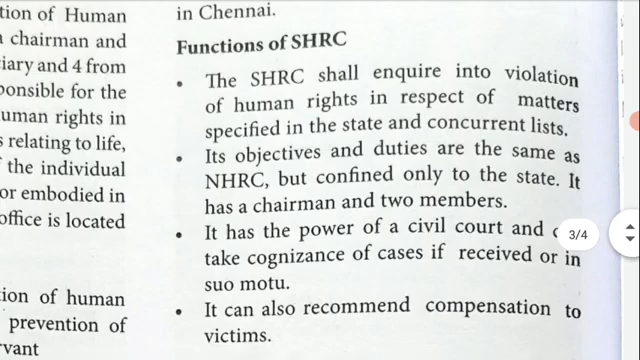 tion of Human
chairman and
iary and 4 from
ponsible for the
uman rights in
s relating to life,
the individual
or embodied in
office is located
ion of human
prevention of
vant
in Chennai.
Functions of SHRC
• The SHRC shall enquire into violation
of human rights in respect of matters
specified in the state and concurrent lists.
• Its objectives and duties are the same as
NHRC, but confined only to the state. It
has a chairman and two members.
• It has the power of a civil court and
take cognizance of cases if received or in
suo motu.
• It can also recommend compensation to
victims.
3/4